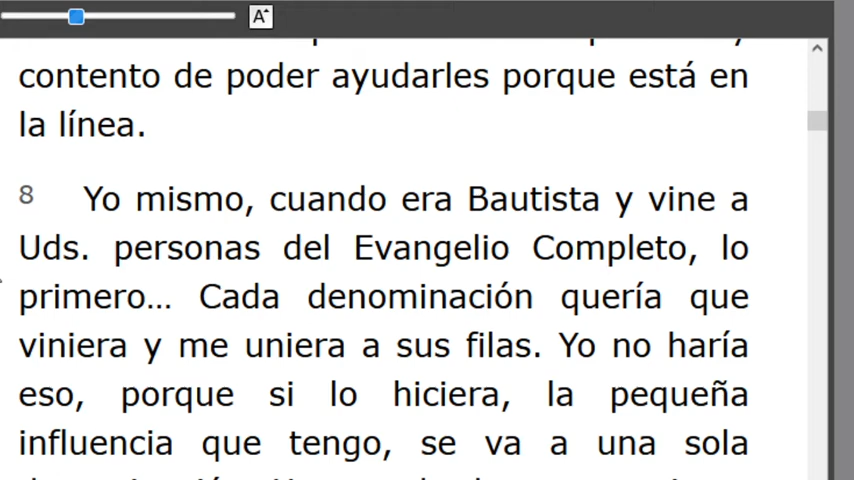 A
contento de poder ayudarles porque está en
la línea.
8 Yo mismo, cuando era Bautista y vine a
Uds. personas del Evangelio Completo, lo
primero… Cada denominación quería que
viniera y me uniera a sus filas. Yo no haría
eso, porque si lo hiciera, la pequeña
influencia que tengo, se va a una sola